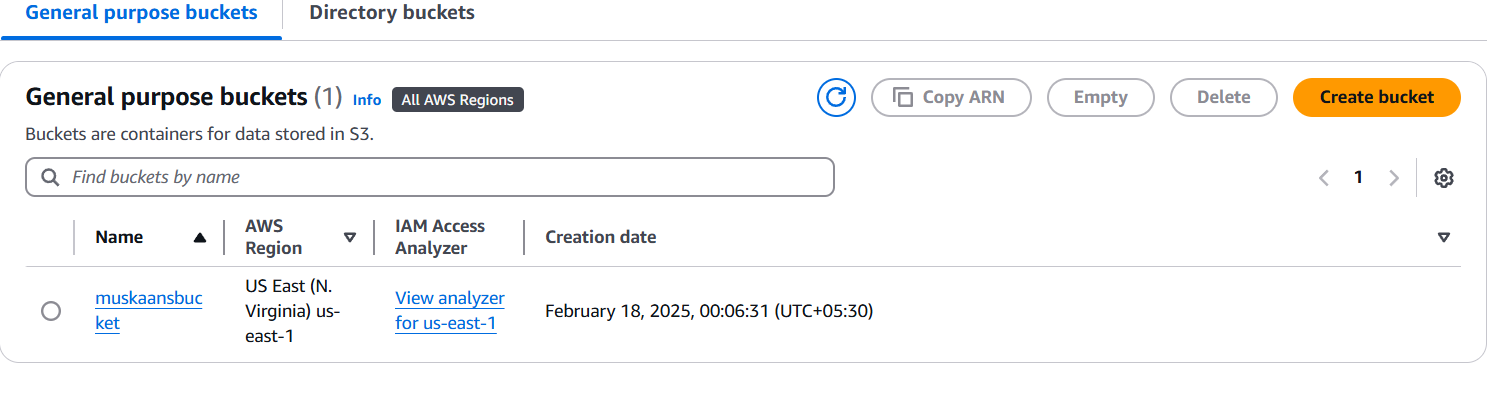 General purpose buckets Directory buckets
General purpose buckets (1) Info All AWS Regions Copy ARN Empty Delete Create bucket
Buckets are containers for data stored in S3.
Find buckets by name 1
Name AWS Region IAM Access Analyzer Creation date
muskaansbucket US East (N. Virginia) us-east-1 View analyzer for us-east-1 February 18, 2025, 00:06:31 (UTC+05:30)